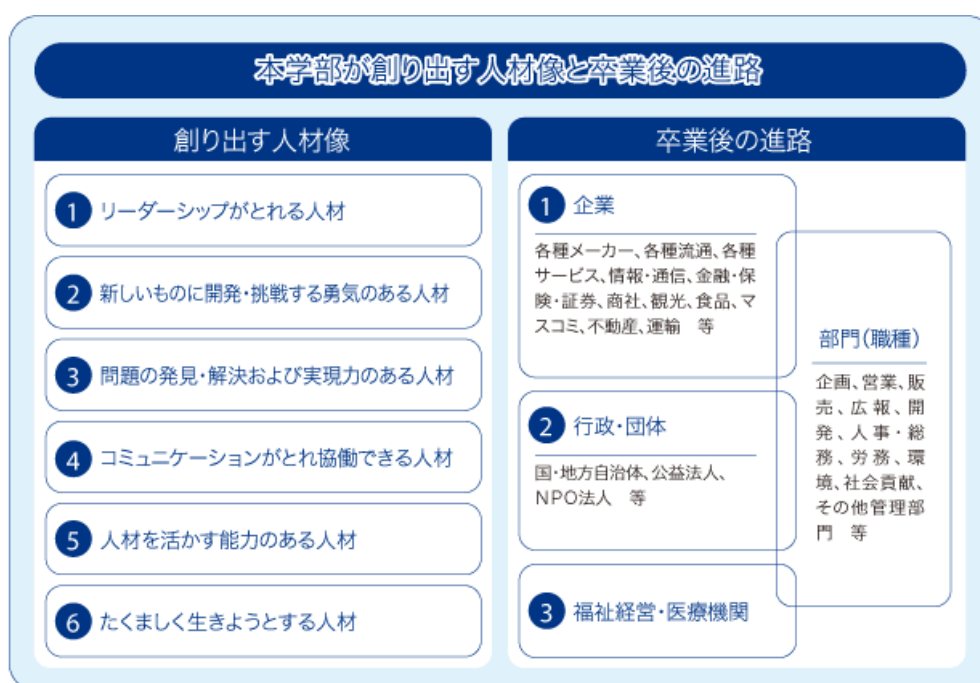 本学部が創り出す人材像と卒業後の進路
創り出す人材像
1 リーダーシップがとれる人材
2 新しいものに開発・挑戦する勇気のある人材
3 問題の発見・解決および実現力のある人材
4 コミュニケーションがとれ協働できる人材
5 人材を活かす能力のある人材
6 たくましく生きようとする人材
卒業後の進路
1 企業
各種メーカー、各種流通、各種
サービス、情報・通信、金融・保
険・証券、商社、観光、食品、マ
スコミ、不動産、運輸　等
2 行政・団体
国・地方自治体、公益法人、
NPO法人　等
3 福祉経営・医療機関
部門(職種)
企画、営業、販
売、広報、開
発、人事・総
務、労務、環
境、社会貢献、
その他管理部
門　等